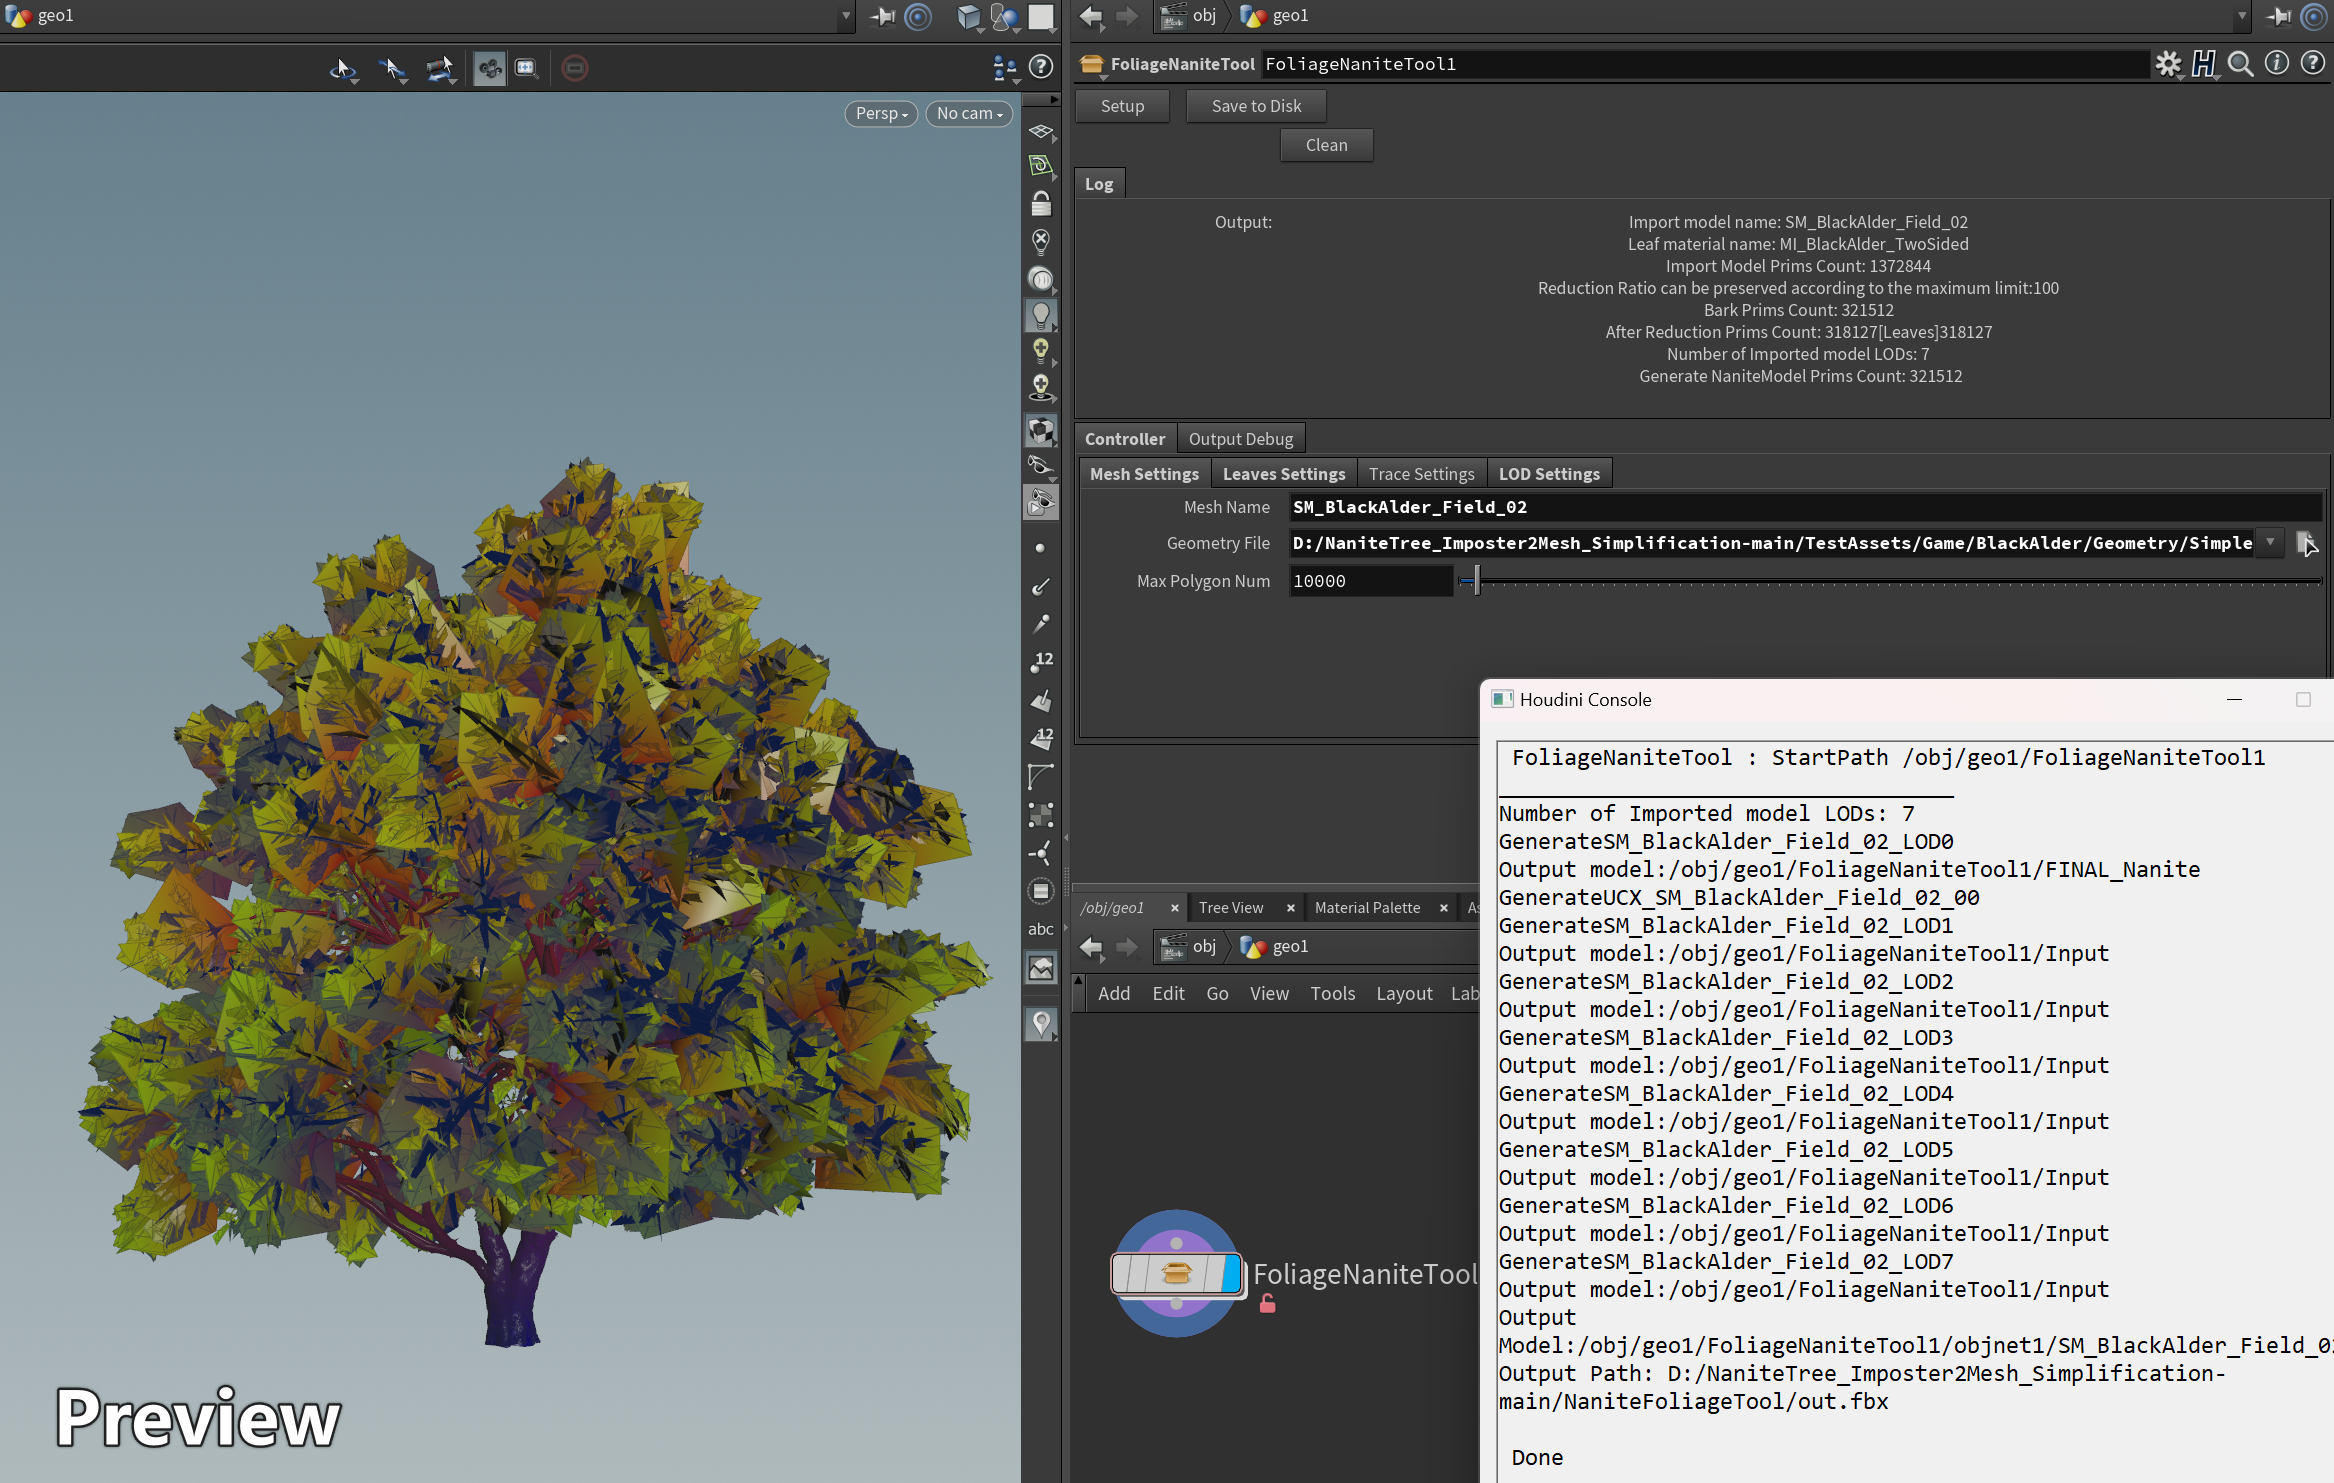 geo1
Persp
No cam
12
12
abc
Preview
obj
geo1
FoliageNaniteTool
FoliageNaniteTool1
Setup
Save to Disk
Clean
Log
Output:
Import model name: SM_BlackAlder_Field_02
Leaf material name: MI_BlackAlder_TwoSided
Import Model Prims Count: 1372844
Reduction Ratio can be preserved according to the maximum limit:100
Bark Prims Count: 321512
After Reduction Prims Count: 318127[Leaves]318127
Number of Imported model LODs: 7
Generate NaniteModel Prims Count: 321512
Controller
Output Debug
Mesh Settings
Leaves Settings
Trace Settings
LOD Settings
Mesh Name
SM_BlackAlder_Field_02
Geometry File
D:/NaniteTree_Imposter2Mesh_Simplification-main/TestAssets/Game/BlackAlder/Geometry/Simple
Max Polygon Num
10000
/obj/geo1
Tree View
Material Palette
As
obj
geo1
Add
Edit
Go
View
Tools
Layout
Lab
FoliageNaniteTool
Houdini Console
FoliageNaniteTool : StartPath /obj/geo1/FoliageNaniteTool1
Number of Imported model LODs: 7
GenerateSM_BlackAlder_Field_02_LOD0
Output model:/obj/geo1/FoliageNaniteTool1/FINAL_Nanite
GenerateUCX_SM_BlackAlder_Field_02_00
GenerateSM_BlackAlder_Field_02_LOD1
Output model:/obj/geo1/FoliageNaniteTool1/Input
GenerateSM_BlackAlder_Field_02_LOD2
Output model:/obj/geo1/FoliageNaniteTool1/Input
GenerateSM_BlackAlder_Field_02_LOD3
Output model:/obj/geo1/FoliageNaniteTool1/Input
GenerateSM_BlackAlder_Field_02_LOD4
Output model:/obj/geo1/FoliageNaniteTool1/Input
GenerateSM_BlackAlder_Field_02_LOD5
Output model:/obj/geo1/FoliageNaniteTool1/Input
GenerateSM_BlackAlder_Field_02_LOD6
Output model:/obj/geo1/FoliageNaniteTool1/Input
GenerateSM_BlackAlder_Field_02_LOD7
Output model:/obj/geo1/FoliageNaniteTool1/Input
Output
Model:/obj/geo1/FoliageNaniteTool1/objnet1/SM_BlackAlder_Field_02
Output Path: D:/NaniteTree_Imposter2Mesh_Simplification-
main/NaniteFoliageTool/out.fbx
Done